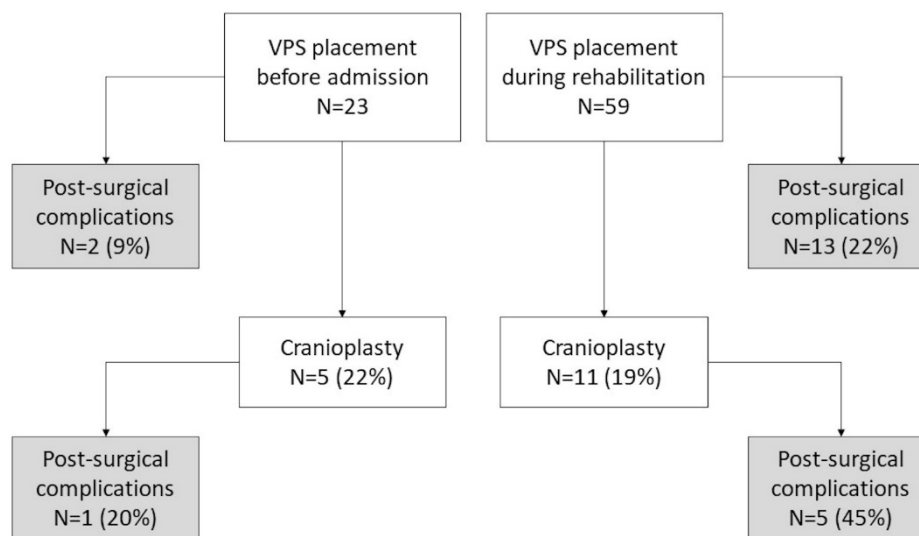 VPS placement
before admission
N=23
VPS placement
during rehabilitation
N=59
Post-surgical
complications
N=2 (9%)
Post-surgical
complications
N=13 (22%)
Cranioplasty
N=5 (22%)
Cranioplasty
N=11 (19%)
Post-surgical
complications
N=1 (20%)
Post-surgical
complications
N=5 (45%)